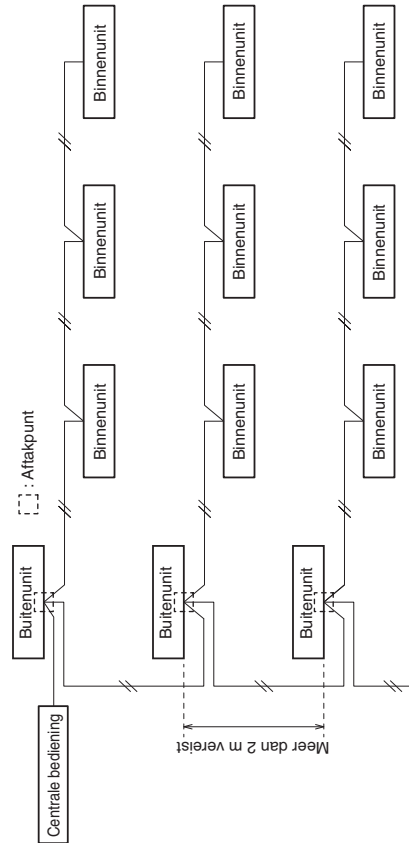 : Aftakpunt
Centrale bediening
Buitenunit
Binnenunit
Binnenunit
Binnenunit
Buitenunit
Binnenunit
Binnenunit
Binnenunit
Meer dan 2 m vereist
Buitenunit
Binnenunit
Binnenunit
Binnenunit